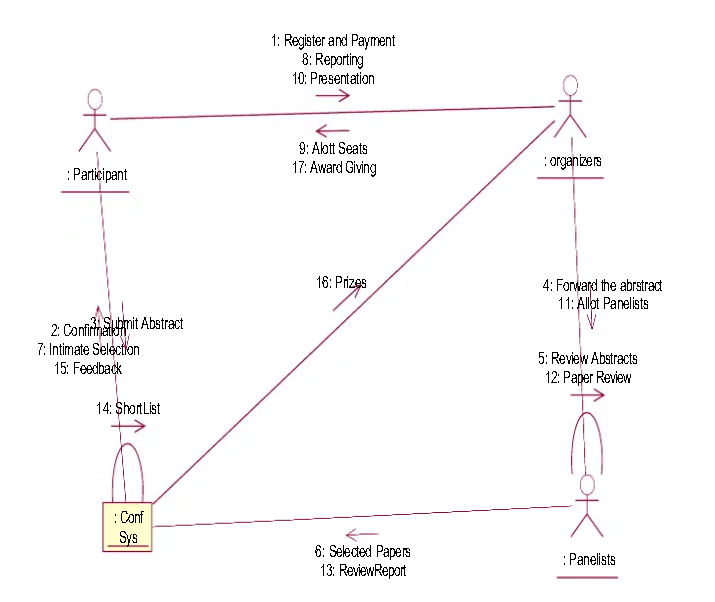 1: Register and Payment
8: Reporting
10: Presentation
9: Alott Seats
17: Award Giving
: Participant
: organizers
16: Prizes
4: Forward the abrstract
11: Allot Panelists
3: Submit Abstract
2: Confirmation
7: Intimate Selection
15: Feedback
5: Review Abstracts
12: Paper Review
14: ShortList
: Conf
Sys
6: Selected Papers
13: ReviewReport
: Panelists